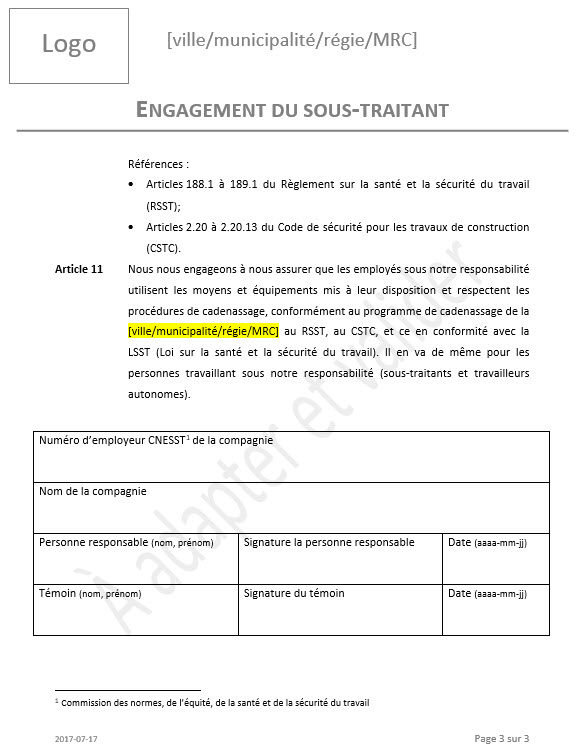 Logo
[ville/municipalité/régie/MRC]
ENGAGEMENT DU SOUS-TRAITANT
Références :
• Articles 188.1 à 189.1 du Règlement sur la santé et la sécurité du travail
(RSST);
• Articles 2.20 à 2.20.13 du Code de sécurité pour les travaux de construction
(CSTC).
Article 11 Nous nous engageons à nous assurer que les employés sous notre responsabilité
utilisent les moyens et équipements mis à leur disposition et respectent les
procédures de cadenassage, conformément au programme de cadenassage de la
[ville/municipalité/régie/MRC] au RSST, au CSTC, et ce en conformité avec la
LSST (Loi sur la santé et la sécurité du travail). Il en va de même pour les
personnes travaillant sous notre responsabilité (sous-traitants et travailleurs
autonomes).
À adapter et valider
Numéro d’employeur CNESST¹ de la compagnie
Nom de la compagnie
Personne responsable (nom, prénom) Signature la personne responsable Date (aaaa-mm-jj)
Témoin (nom, prénom) Signature du témoin Date (aaaa-mm-jj)
¹ Commission des normes, de l’équité, de la santé et de la sécurité du travail
2017-07-17 Page 3 sur 3